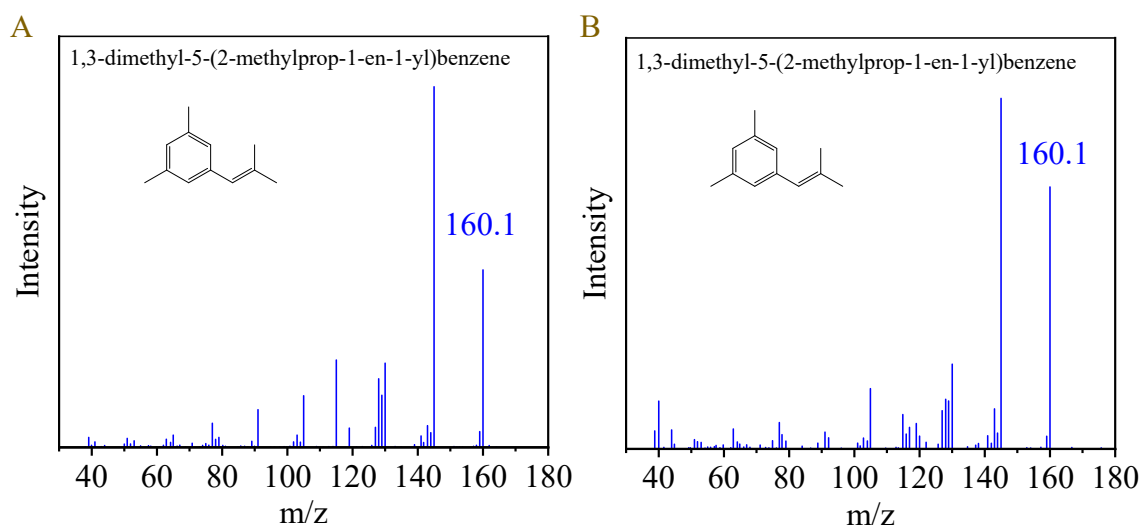 A
1,3-dimethyl-5-(2-methylprop-1-en-1-yl)benzene
160.1
Intensity
40 60 80 100 120 140 160 180
m/z
B
1,3-dimethyl-5-(2-methylprop-1-en-1-yl)benzene
160.1
Intensity
40 60 80 100 120 140 160 180
m/z